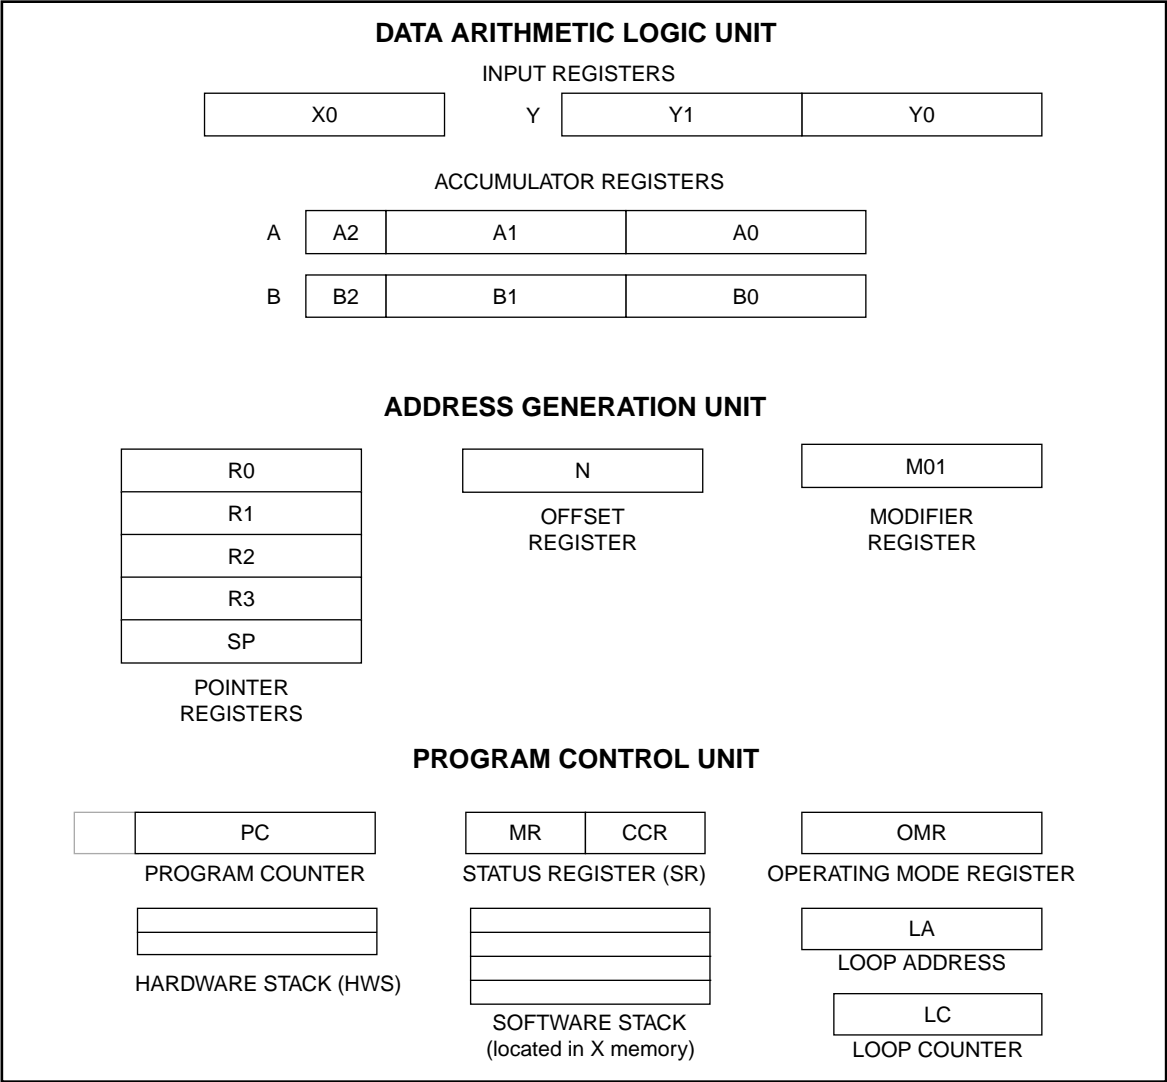 DATA ARITHMETIC LOGIC UNIT
INPUT REGISTERS
X0
Y
Y1
Y0
ACCUMULATOR REGISTERS
A
A2
A1
A0
B
B2
B1
B0
ADDRESS GENERATION UNIT
R0
R1
R2
R3
SP
POINTER
REGISTERS
N
OFFSET
REGISTER
M01
MODIFIER
REGISTER
PROGRAM CONTROL UNIT
PC
PROGRAM COUNTER
MR
CCR
STATUS REGISTER (SR)
OMR
OPERATING MODE REGISTER
HARDWARE STACK (HWS)
SOFTWARE STACK
(located in X memory)
LA
LOOP ADDRESS
LC
LOOP COUNTER